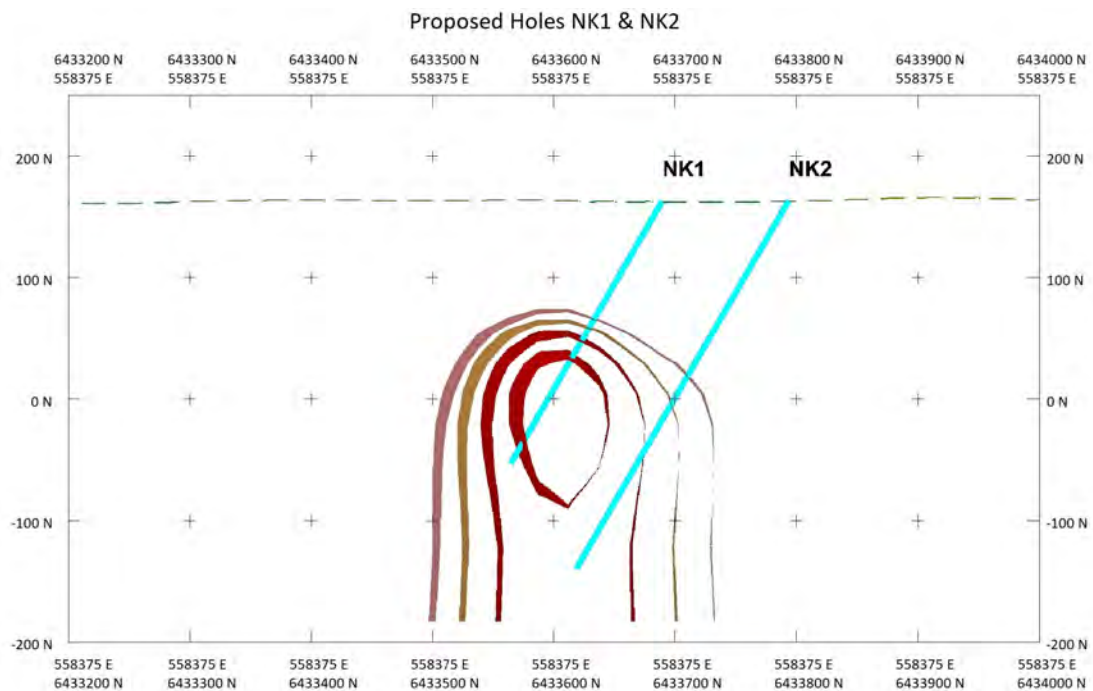 Proposed Holes NK1 & NK2
6433200 N 6433300 N 6433400 N 6433500 N 6433600 N 6433700 N 6433800 N 6433900 N 6434000 N
558375 E 558375 E 558375 E 558375 E 558375 E 558375 E 558375 E 558375 E 558375 E
200 N 200 N
NK1 NK2
100 N 100 N
0 N 0 N
-100 N -100 N
-200 N -200 N
558375 E 558375 E 558375 E 558375 E 558375 E 558375 E 558375 E 558375 E 558375 E
6433200 N 6433300 N 6433400 N 6433500 N 6433600 N 6433700 N 6433800 N 6433900 N 6434000 N